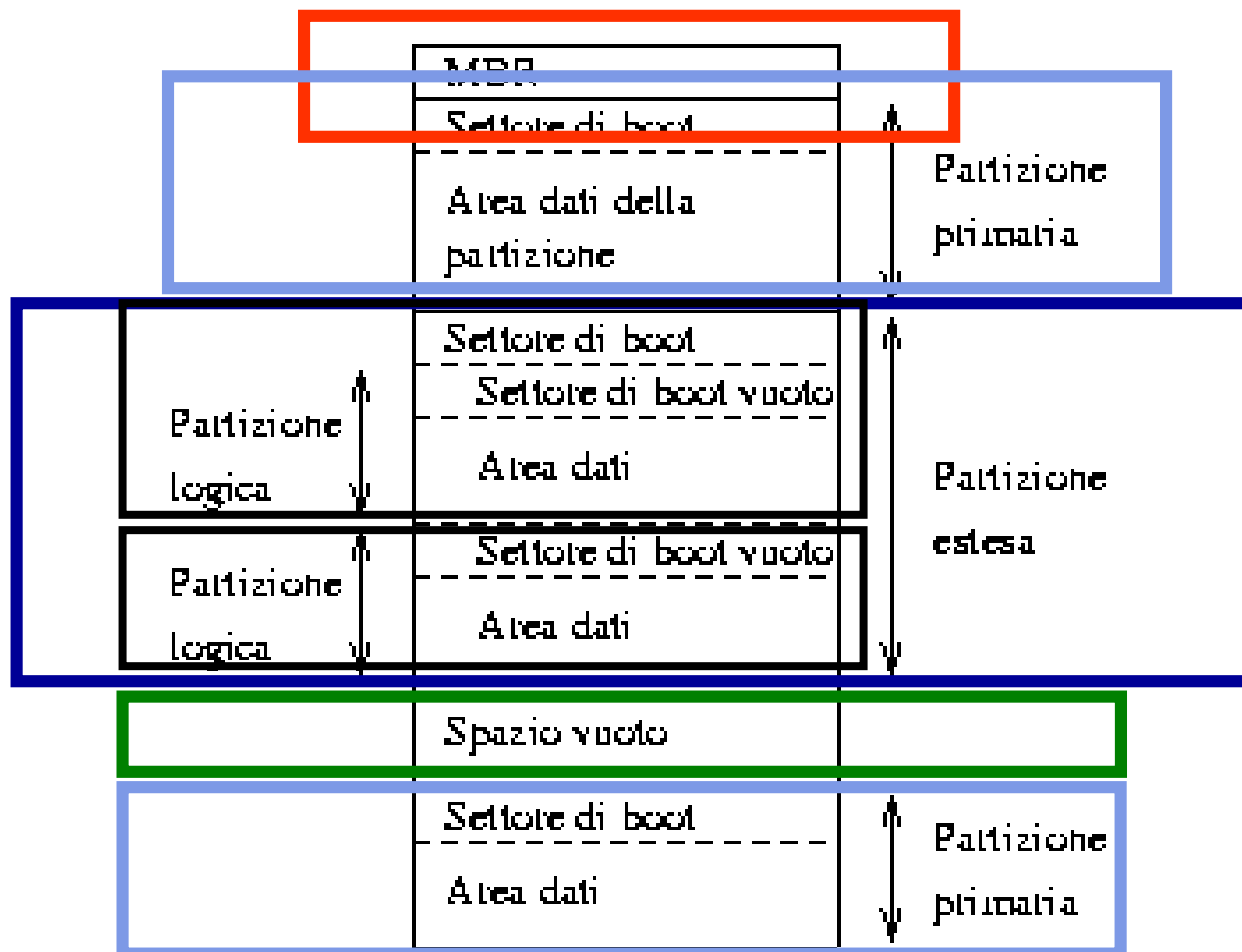 MBR
Settore di boot
Area dati della
partizione
Partizione
primaria
Settore di boot
Settore di boot vuoto
Area dati
Partizione
logica
Settore di boot vuoto
Area dati
Partizione
logica
Partizione
estesa
Spazio vuoto
Settore di boot
Area dati
Partizione
primaria